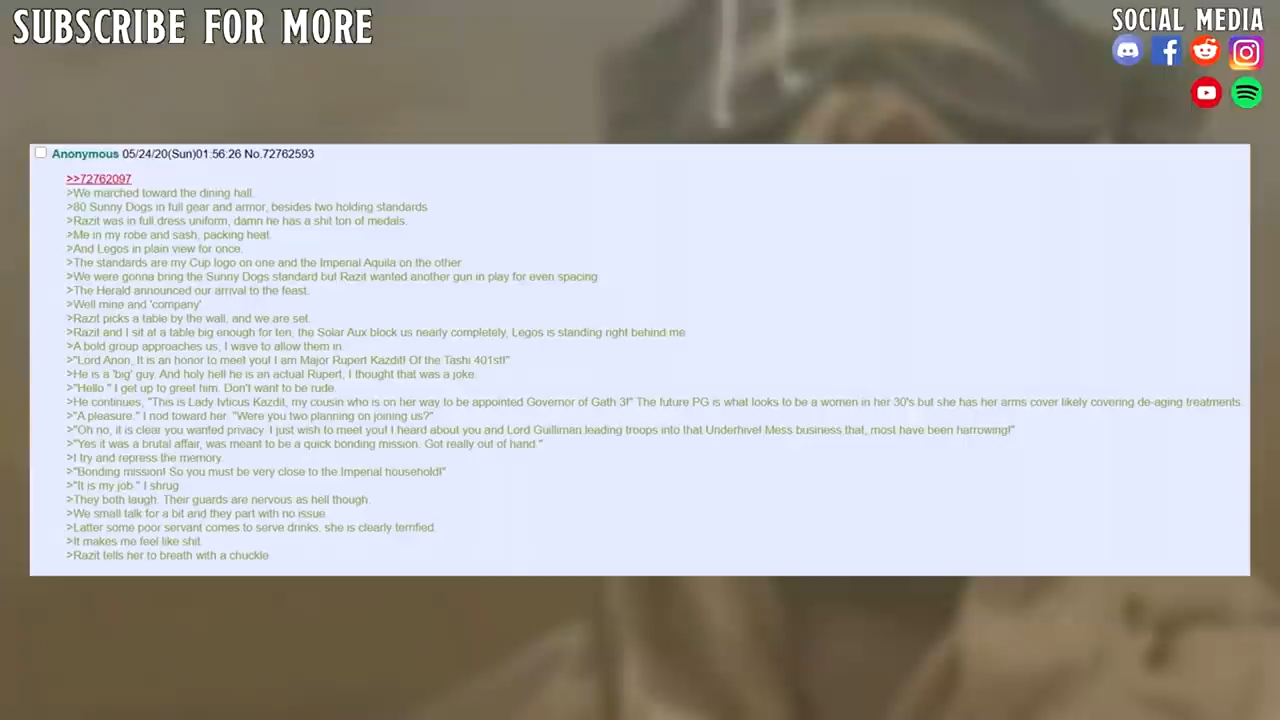 SUBSCRIBE FOR MORE
SOCIAL MEDIA
Anonymous 05/24/20(Sun)01:56:26 No.72762593
>>72762097
>We marched toward the dining hall.
>80 Sunny Dogs in full gear and armor, besides two holding standards
>Razit was in full dress uniform, damn he has a shit ton of medals.
>Me in my robe and sash, packing heat.
>And Legos in plain view for once.
>The standards are my Cup logo on one and the Imperial Aquila on the other
>We were gonna bring the Sunny Dogs standard but Razit wanted another gun in play for even spacing
>The Herald announced our arrival to the feast.
>Well mine and 'company'
>Razit picks a table by the wall, and we are set.
>Razit and I sit at a table big enough for ten, the Solar Aux block us nearly completely, Legos is standing right behind me
>A bold group approaches us, I wave to allow them in.
>"Lord Anon, It is an honor to meet you! I am Major Rupert Kazdit! Of the Tashi 401st!"
>He is a 'big' guy. And holy hell he is an actual Rupert, I thought that was a joke.
>"Hello." I get up to greet him. Don't want to be rude.
>He continues, "This is Lady Ivticus Kazdit, my cousin who is on her way to be appointed Governor of Gath 3!" The future PG is what looks to be a women in her 30's but she has her arms cover likely covering de-aging treatments.
>"A pleasure." I nod toward her. "Were you two planning on joining us?"
>"Oh no, it is clear you wanted privacy. I just wish to meet you! I heard about you and Lord Guilliman leading troops into that Underhive! Mess business that, most have been harrowing!"
>"Yes it was a brutal affair, was meant to be a quick bonding mission. Got really out of hand."
>I try and repress the memory.
>"Bonding mission! So you must be very close to the Imperial household!"
>"It is my job." I shrug.
>They both laugh. Their guards are nervous as hell though.
>We small talk for a bit and they part with no issue.
>Latter some poor servant comes to serve drinks. she is clearly terrified.
>It makes me feel like shit.
>Razit tells her to breath with a chuckle